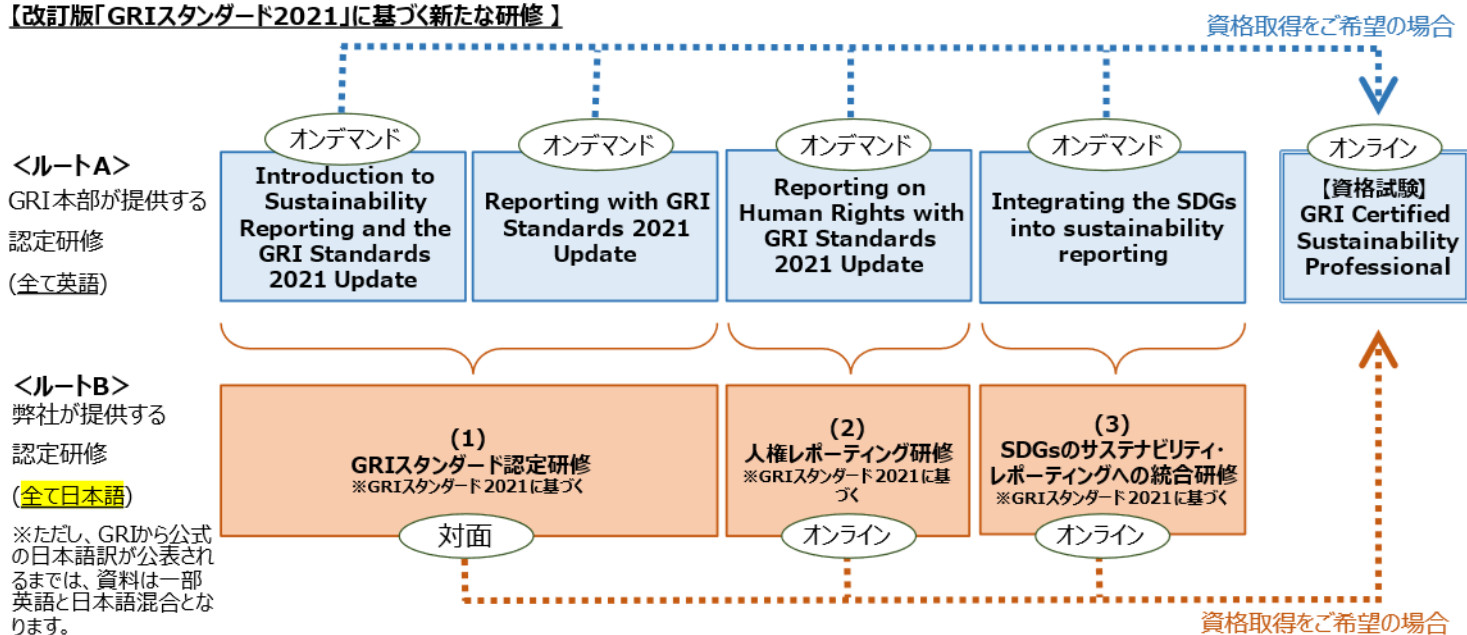 【改訂版「GRIスタンダード2021」に基づく新たな研修 】
資格取得をご希望の場合
<ルートA>
GRI本部が提供する
認定研修
(全て英語)
オンデマンド
Introduction to
Sustainability
Reporting and the
GRI Standards
2021 Update
オンデマンド
Reporting with GRI
Standards 2021
Update
オンデマンド
Reporting on
Human Rights with
GRI Standards
2021 Update
オンデマンド
Integrating the SDGs
into sustainability
reporting
オンライン
【資格試験】
GRI Certified
Sustainability
Professional
<ルートB>
弊社が提供する
認定研修
(全て日本語)
※ただし、GRIから公式
の日本語訳が公表され
るまでは、資料は一部
英語と日本語混合とな
ります。
(1)
GRIスタンダード認定研修
※GRIスタンダード2021に基づく
対面
(2)
人権レポーティング研修
※GRIスタンダード2021に基
づく
オンライン
(3)
SDGsのサステナビリティ・
レポーティングへの統合研修
※GRIスタンダード2021に基づく
オンライン
資格取得をご希望の場合